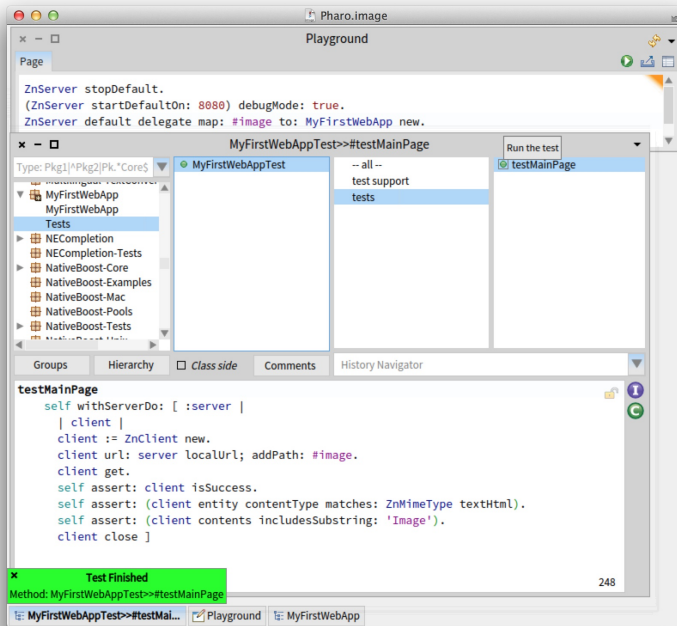 Pharo.image
Playground
Page
ZnServer stopDefault.
(ZnServer startDefaultOn: 8080) debugMode: true.
ZnServer default delegate map: #image to: MyFirstWebApp new.
MyFirstWebAppTest>>#testMainPage
Run the test
Type: Pkg1|^Pkg2|Pk.*Core$
MyFirstWebApp
MyFirstWebApp
Tests
NECompletion
NECompletion-Tests
NativeBoost-Core
NativeBoost-Examples
NativeBoost-Mac
NativeBoost-Pools
NativeBoost-Tests
MyFirstWebAppTest
-- all --
test support
tests
testMainPage
Groups
Hierarchy
Class side
Comments
History Navigator
testMainPage
self withServerDo: [ :server |
| client |
client := ZnClient new.
client url: server localUrl; addPath: #image.
client get.
self assert: client isSuccess.
self assert: (client entity contentType matches: ZnMimeType textHtml).
self assert: (client contents includesSubstring: 'Image').
client close ]
I
C
248
Test Finished
Method: MyFirstWebAppTest>>#testMainPage
MyFirstWebAppTest>>#testMai...
Playground
MyFirstWebApp